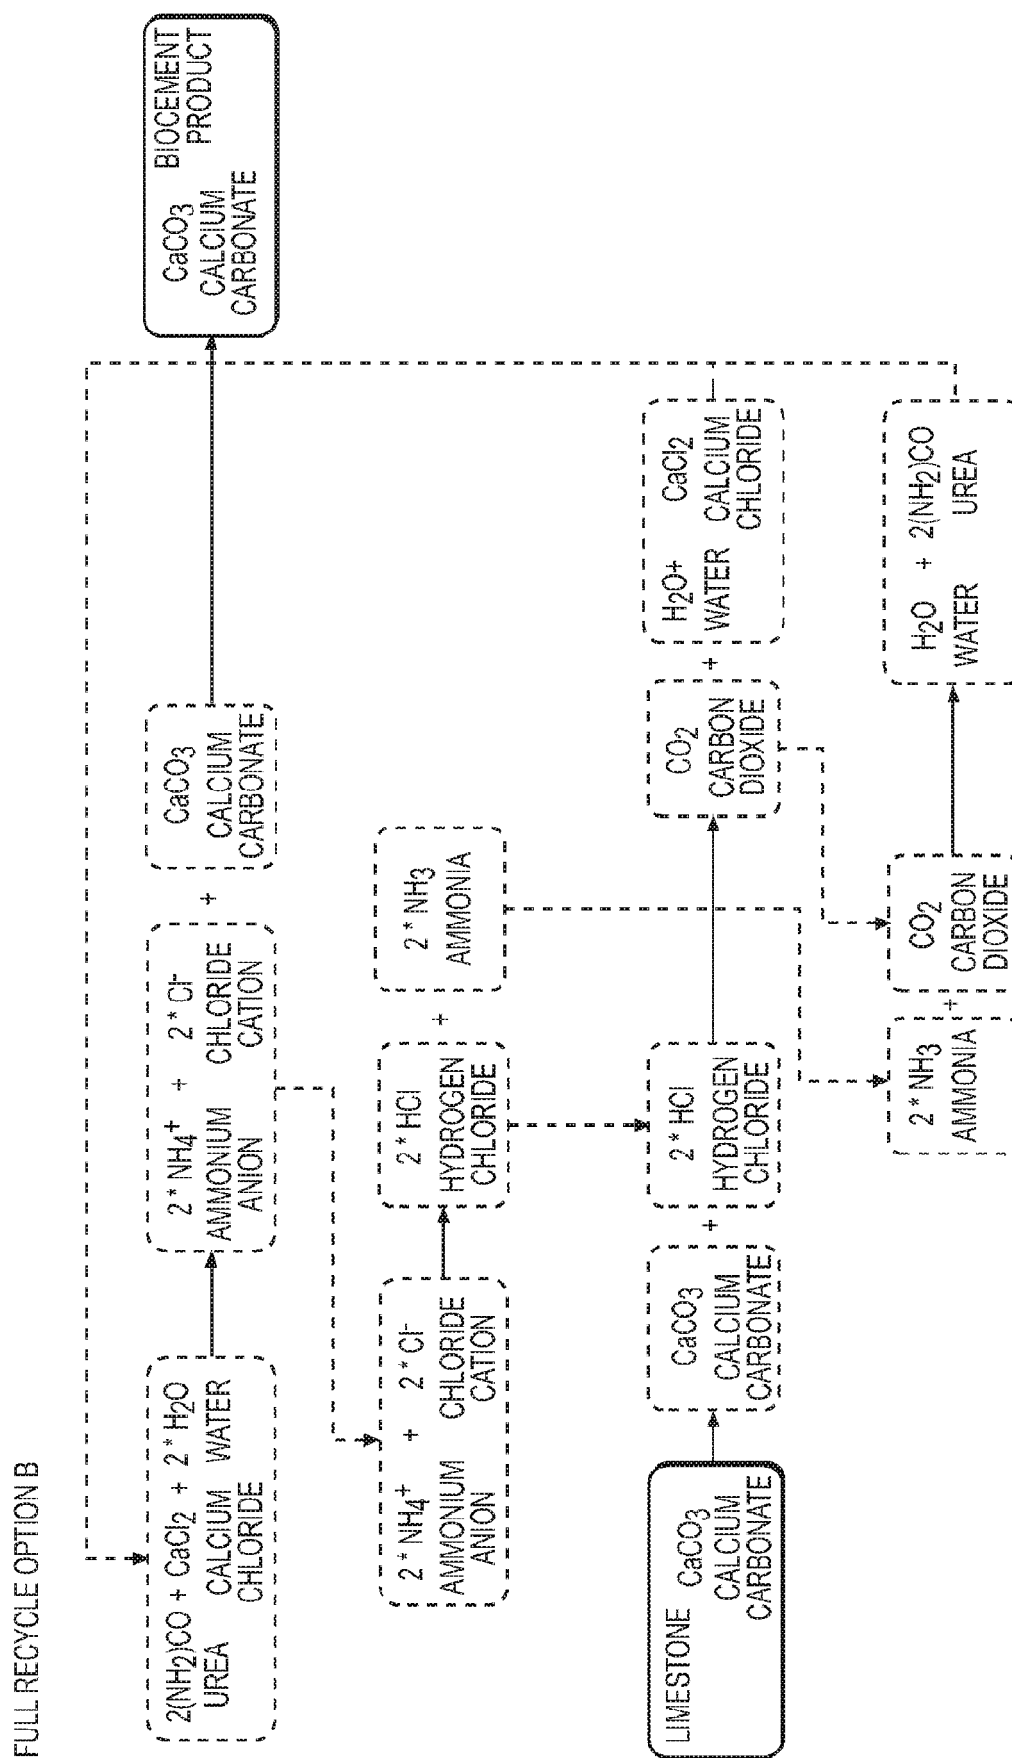 FULL RECYCLE OPTION B
2(NH2)CO + CaCl2 + 2*H2O
UREA CALCIUM WATER
CHLORIDE
2*NH4+ + 2*Cl-
AMMONIUM CHLORIDE
ANION CATION
+
CaCO3
CALCIUM
CARBONATE
CaCO3 BIOCEMENT
CALCIUM PRODUCT
CARBONATE
2*NH4+ + 2*Cl-
AMMONIUM CHLORIDE
ANION CATION
2*HCl
HYDROGEN
CHLORIDE
+
2*NH3
AMMONIA
LIMESTONE CaCO3
CALCIUM
CARBONATE
CaCO3
CALCIUM
CARBONATE
+
2*HCl
HYDROGEN
CHLORIDE
CO2
CARBON
DIOXIDE
+
H2O+ CaCl2
WATER CALCIUM
CHLORIDE
2*NH3
AMMONIA
+
CO2
CARBON
DIOXIDE
H2O + 2(NH2)CO
WATER UREA